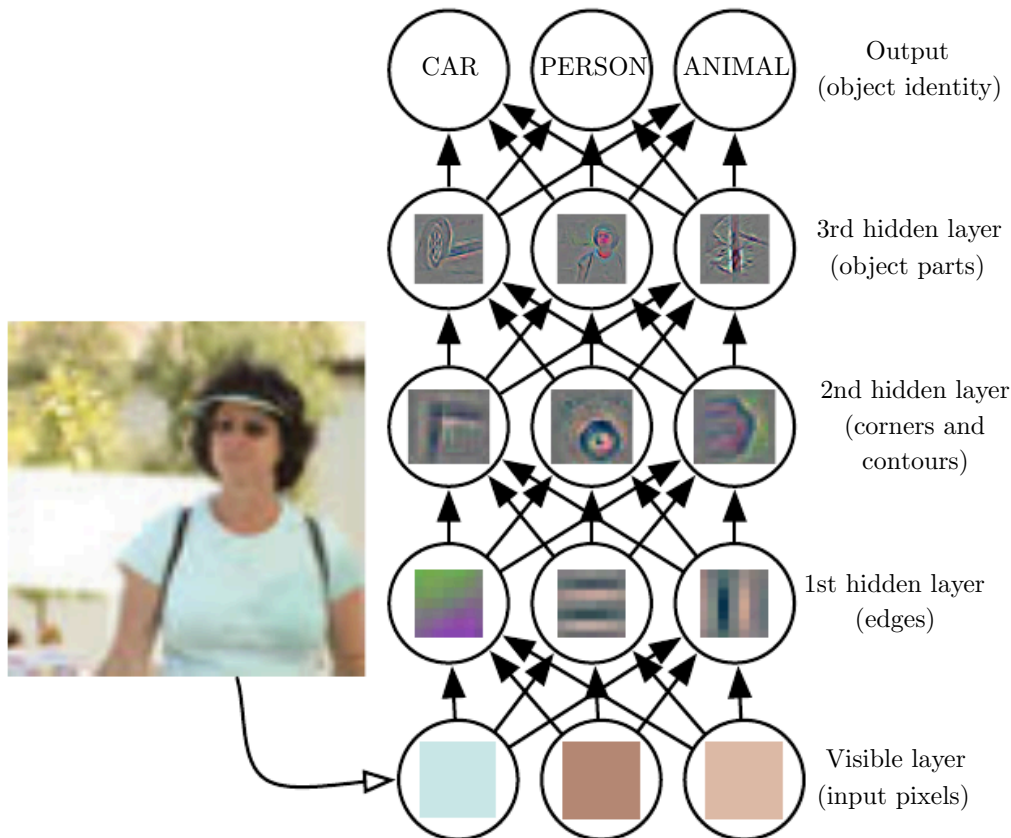 CAR PERSON ANIMAL
Output
(object identity)
3rd hidden layer
(object parts)
2nd hidden layer
(corners and
contours)
1st hidden layer
(edges)
Visible layer
(input pixels)